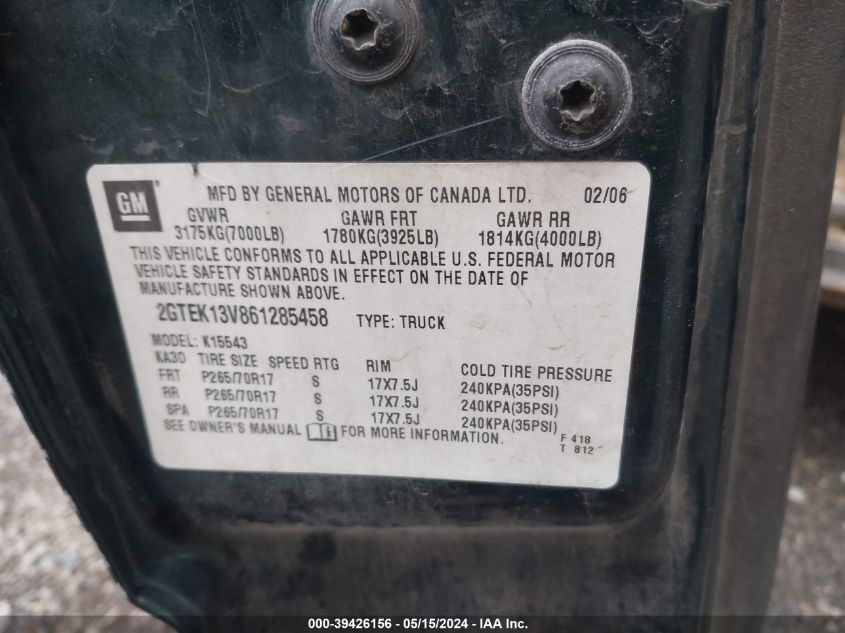 GM MFD BY GENERAL MOTORS OF CANADA LTD. 02/06
GVWR GAWR FRT GAWR RR
3175KG(7000LB) 1780KG(3925LB) 1814KG(4000LB)
THIS VEHICLE CONFORMS TO ALL APPLICABLE U.S. FEDERAL MOTOR
VEHICLE SAFETY STANDARDS IN EFFECT ON THE DATE OF
MANUFACTURE SHOWN ABOVE.
2GTEK13V861285458 TYPE: TRUCK
MODEL: K15543
KA30 TIRE SIZE SPEED RTG RIM COLD TIRE PRESSURE
FRT P265/70R17 S 17X7.5J 240KPA(35PSI)
RR P265/70R17 S 17X7.5J 240KPA(35PSI)
SPA P265/70R17 S 17X7.5J 240KPA(35PSI)
SEE OWNER'S MANUAL FOR MORE INFORMATION.
F 418
T 812
000-39426156 - 05/15/2024 - IAA Inc.